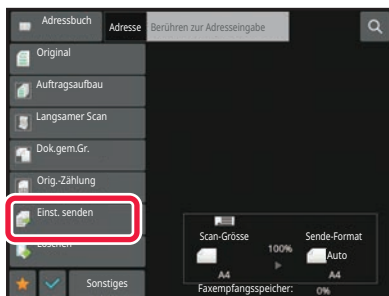 Adressbuch
Adresse
Berühren zur Adresseingabe
Original
Auftragsaufbau
Langsamer Scan
Dok.gem.Gr.
Orig.-Zählung
Einst. senden
Löschen
Sonstiges
Scan-Grösse
100%
Sende-Format
Auto
A4
A4
Faxempfangsspeicher:
0%